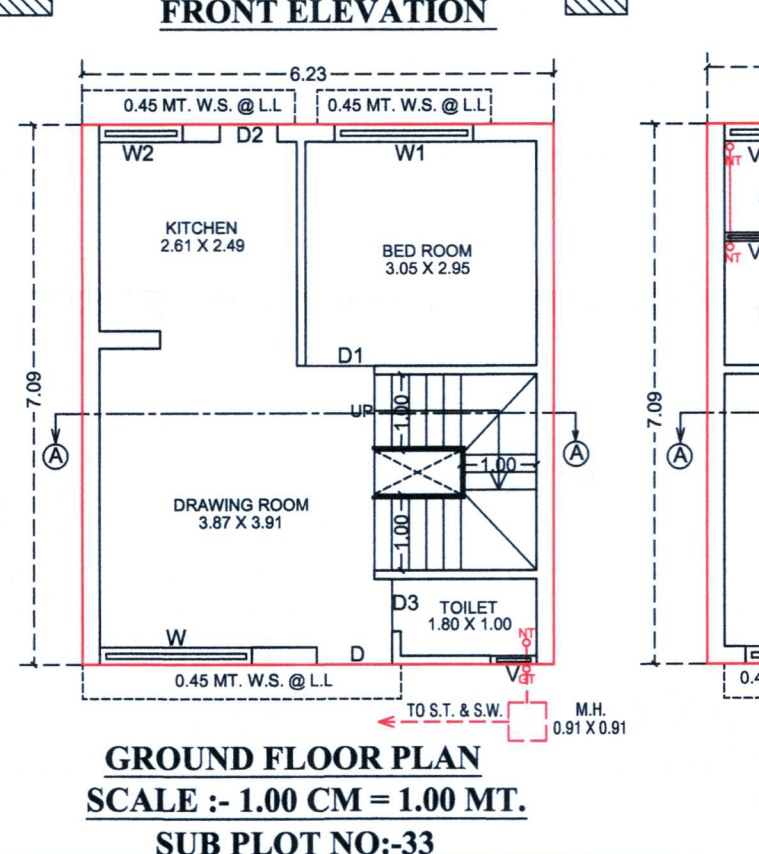 FRONT ELEVATION
6.23
0.45 MT. W.S. @ L.L
0.45 MT. W.S. @ L.L
W2
D2
W1
V
NT
KITCHEN
2.61 X 2.49
BED ROOM
3.05 X 2.95
V
NT
D1
7.09
UP
1.00
7.09
A
1.00
A
A
DRAWING ROOM
3.87 X 3.91
1.00
D3
TOILET
1.80 X 1.00
NT
W
D
V
GT
0.45 MT. W.S. @ L.L
TO S.T. & S.W.
M.H.
0.91 X 0.91
GROUND FLOOR PLAN
SCALE :- 1.00 CM = 1.00 MT.
SUB PLOT NO:-33